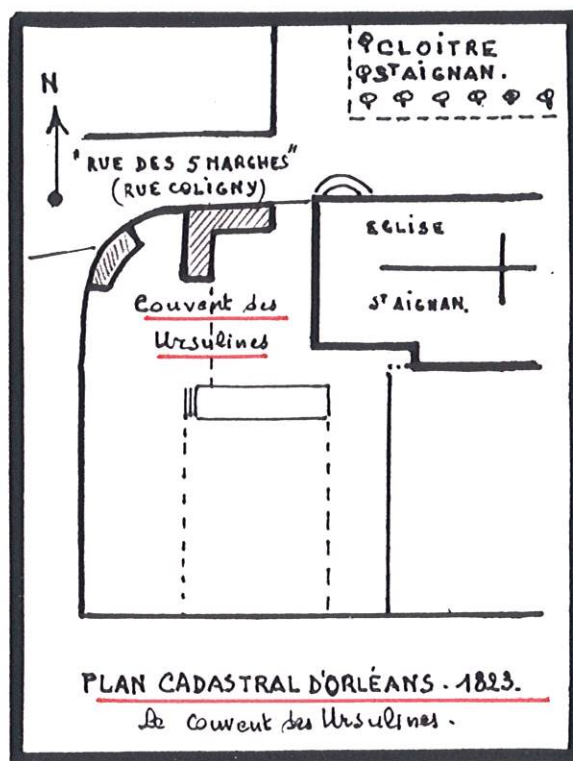 CLOITRE
ST AIGNAN.
N
"RUE DES 5 MARCHES"
(RUE COLIGNY)
EGLISE
ST AIGNAN.
Couvent des
Ursulines
PLAN CADASTRAL D'ORLÉANS. 1823.
Le Couvent des Ursulines.